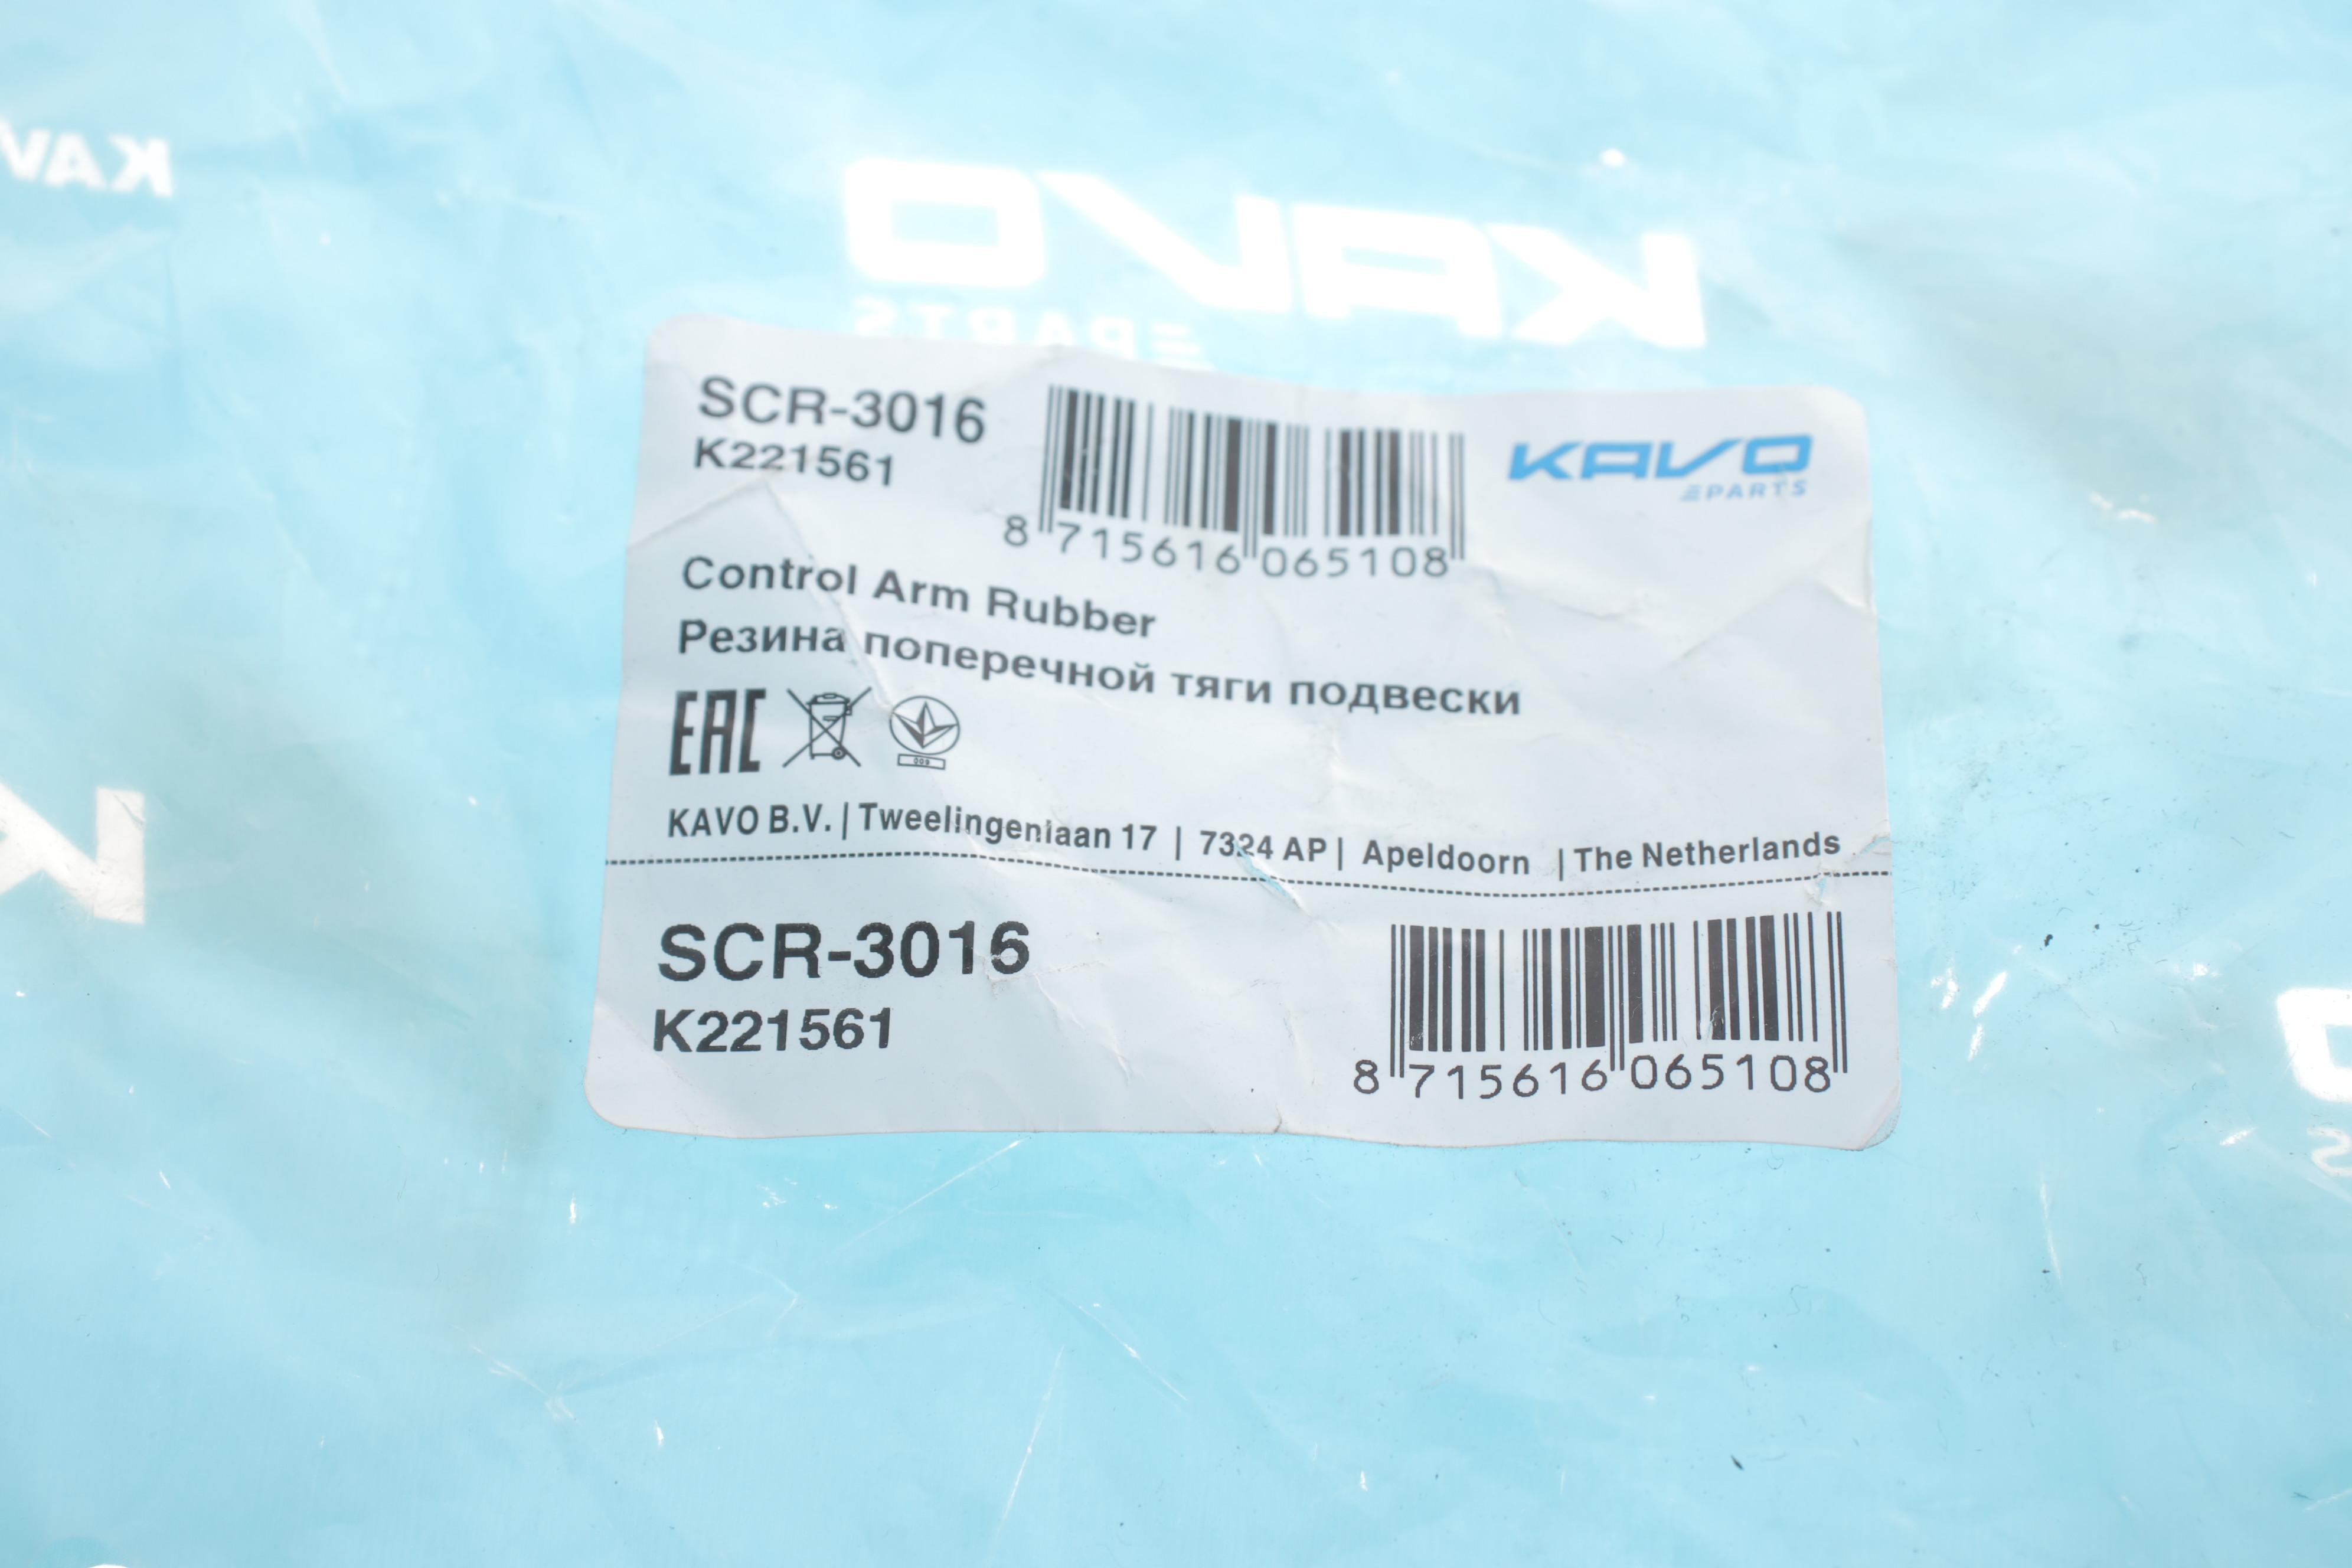 KAV
KAVO
PARTS
SCR-3016
K221561
8 715616 065108
KAVO
PARTS
Control Arm Rubber
Резина поперечной тяги подвески
EAC
009
KAVO B.V. | Tweelingenlaan 17 | 7324 AP | Apeldoorn | The Netherlands
SCR-3016
K221561
8 715616 065108